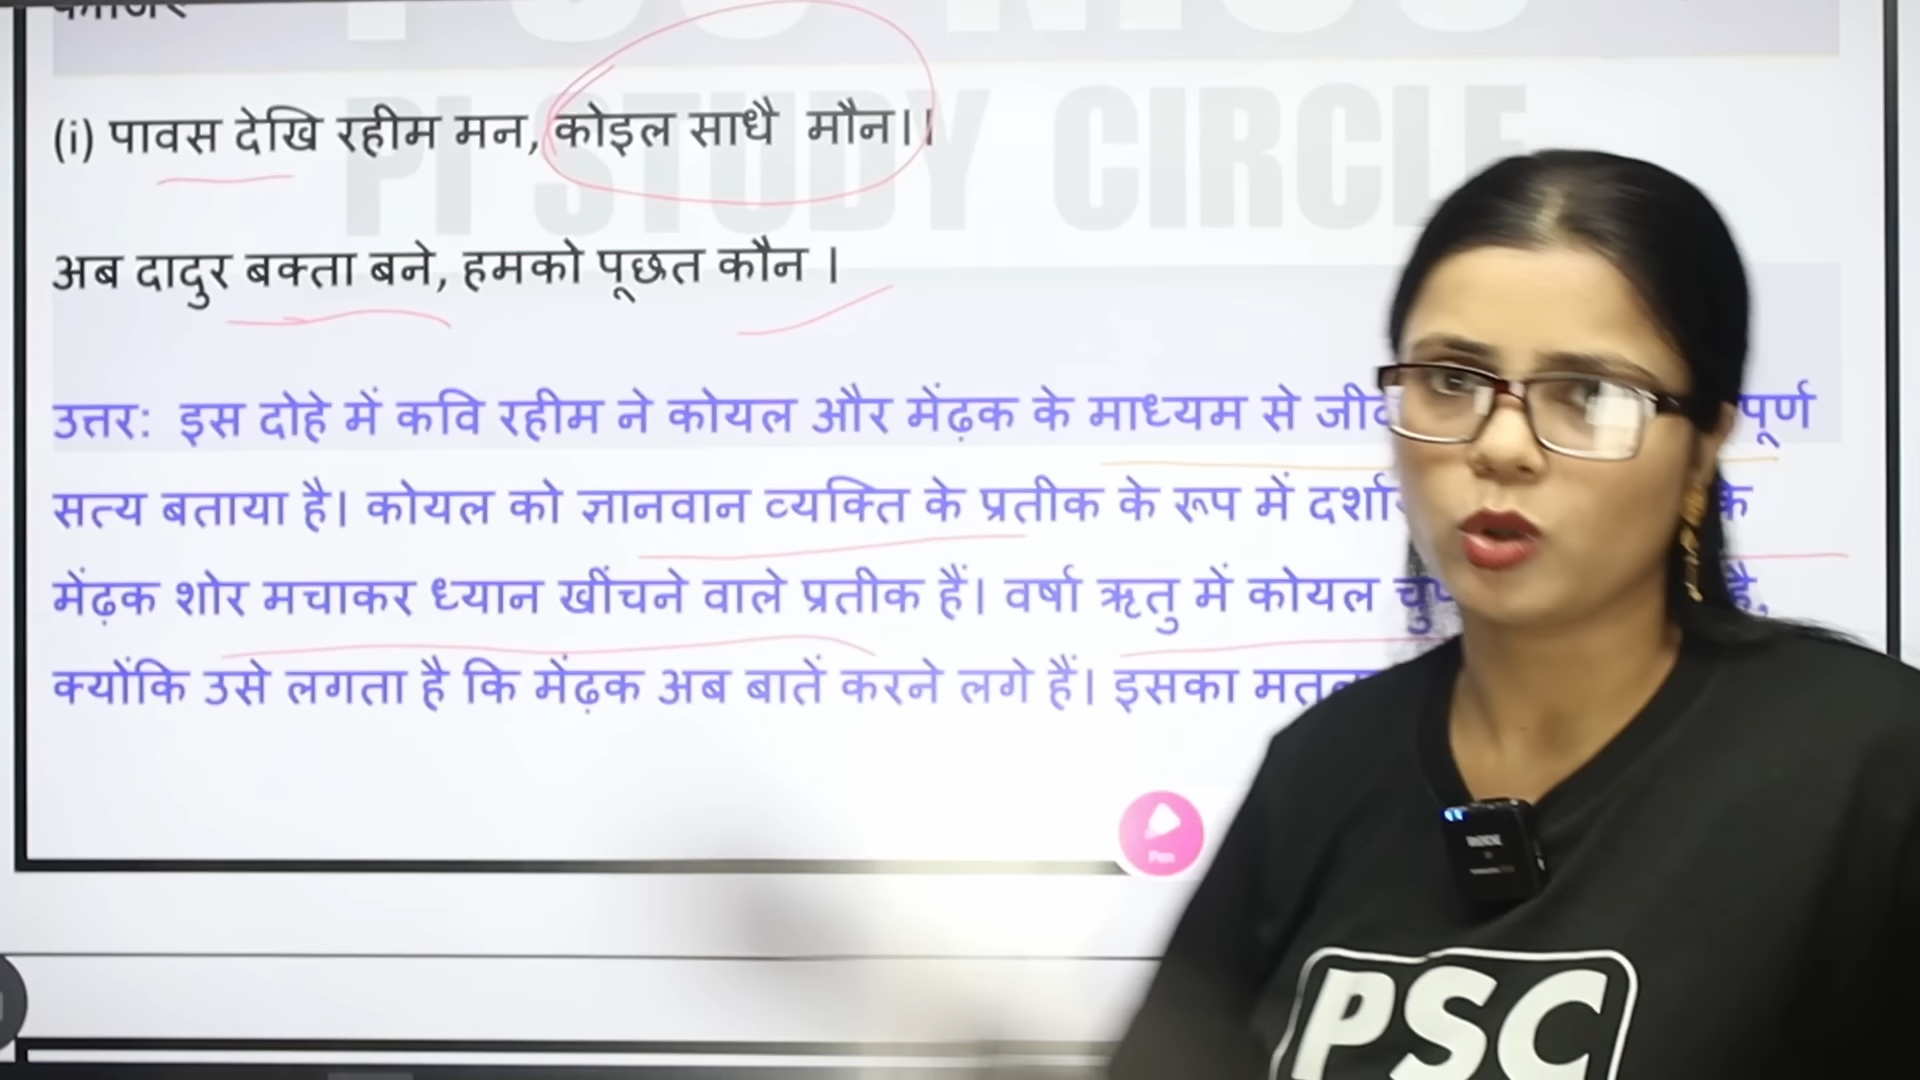 PI STUDY CIRCLE
(i) पावस देखि रहीम मन, कोइल साधै मौन।।
अब दादुर बक्ता बने, हमको पूछत कौन ।
उत्तर: इस दोहे में कवि रहीम ने कोयल और मेंढ़क के माध्यम से पूर्ण
सत्य बताया है। कोयल को ज्ञानवान व्यक्ति के प्रतीक के रूप में के
मेंढ़क शोर मचाकर ध्यान खींचने वाले प्रतीक हैं। वर्षा ऋतु में कोयल है,
क्योंकि उसे लगता है कि मेंढ़क अब बातें करने लगे हैं। इसका
Pen
PSC